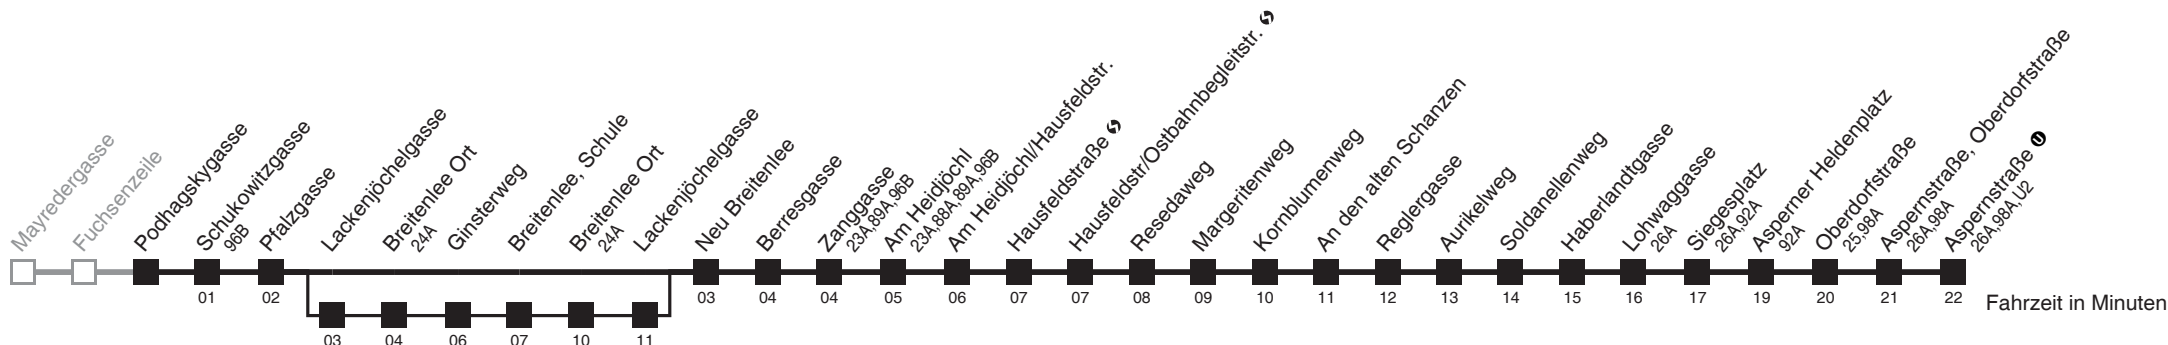 Mayredergasse
Fuchsenzeile
Podhagskygasse
Schukowitzgasse
96B
Pfalzgasse
Lackenjöchelgasse
Breitenlee Ort
24A
Ginsterweg
Breitenlee, Schule
Breitenlee Ort
24A
Lackenjöchelgasse
Neu Breitenlee
Berresgasse
Zanggasse
23A,89A,96B
Am Heidjöchl
23A,88A,89A,96B
Am Heidjöchl/Hausfeldstr.
Hausfeldstraße
Hausfeldstr/Ostbahnbegleitstr.
Resedaweg
Margeritenweg
Kornblumenweg
An den alten Schanzen
Reglergasse
Aurikelweg
Soldanellenweg
Haberlandtgasse
Lohwaggasse
26A
Siegesplatz
26A,92A
Asperner Heldenplatz
92A
Oberdorfstraße
25,98A
Aspernstraße, Oberdorfstraße
26A,98A
Aspernstraße U
26A,98A,U2
01 02 03 04 04 05 06 07 07 08 09 10 11 12 13 14 15 16 17 19 20 21 22 Fahrzeit in Minuten
03 04 06 07 10 11